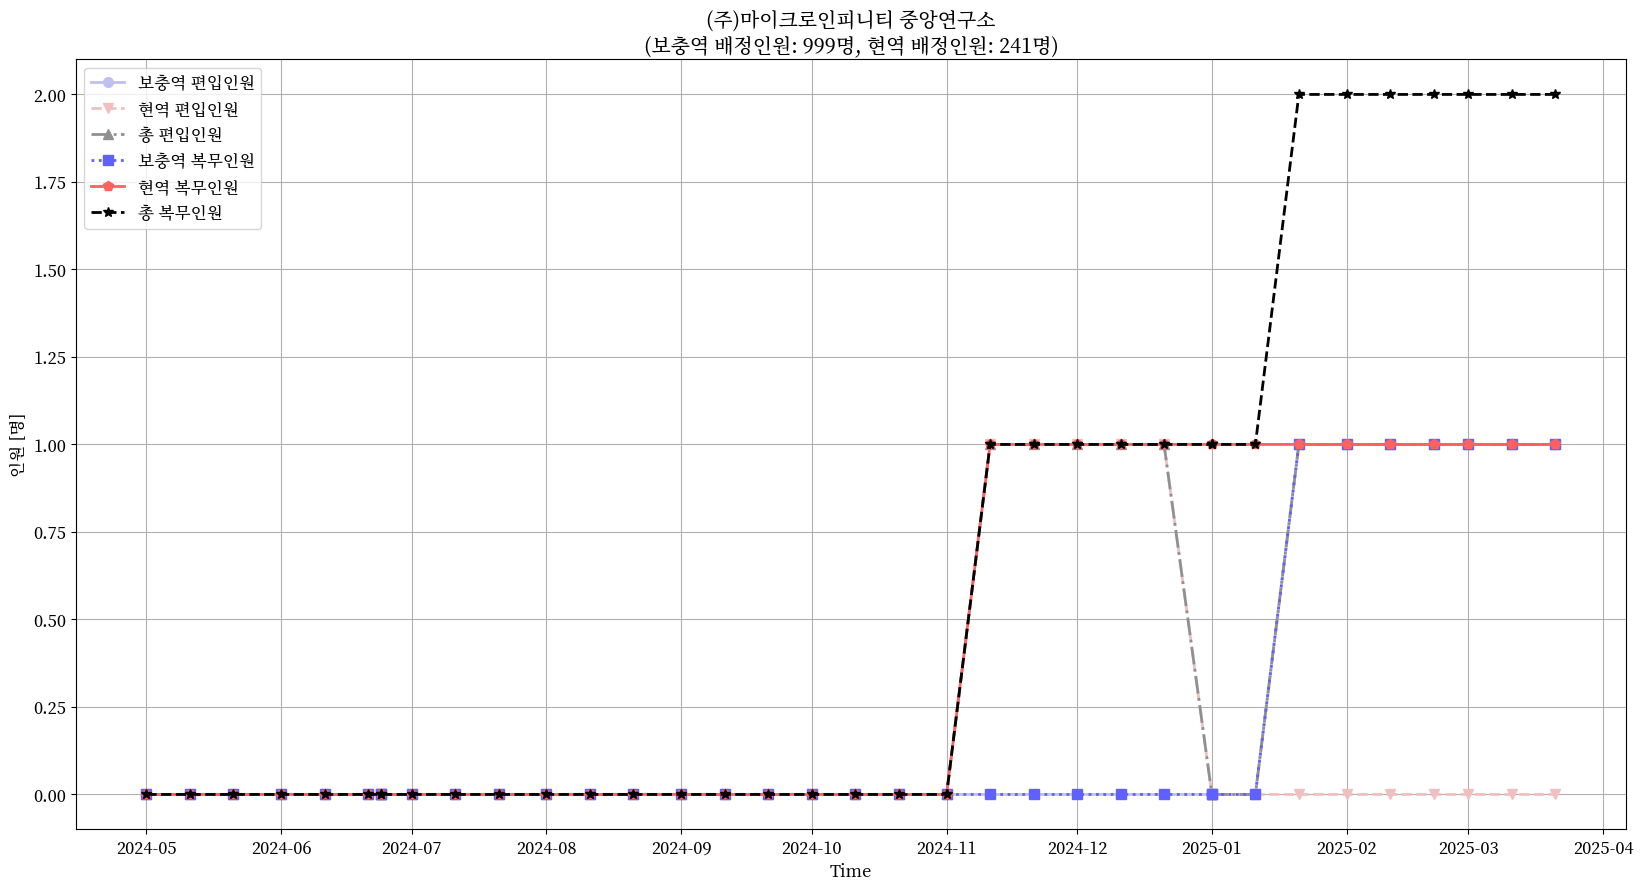 (주)마이크로인피니티 중앙연구소
(보충역 배정인원: 999명, 현역 배정인원: 241명)
보충역 편입인원
현역 편입인원
총 편입인원
보충역 복무인원
현역 복무인원
총 복무인원
인원 [명]
2.00
1.75
1.50
1.25
1.00
0.75
0.50
0.25
0.00
2024-05 2024-06 2024-07 2024-08 2024-09 2024-10 2024-11 2024-12 2025-01 2025-02 2025-03 2025-04
Time